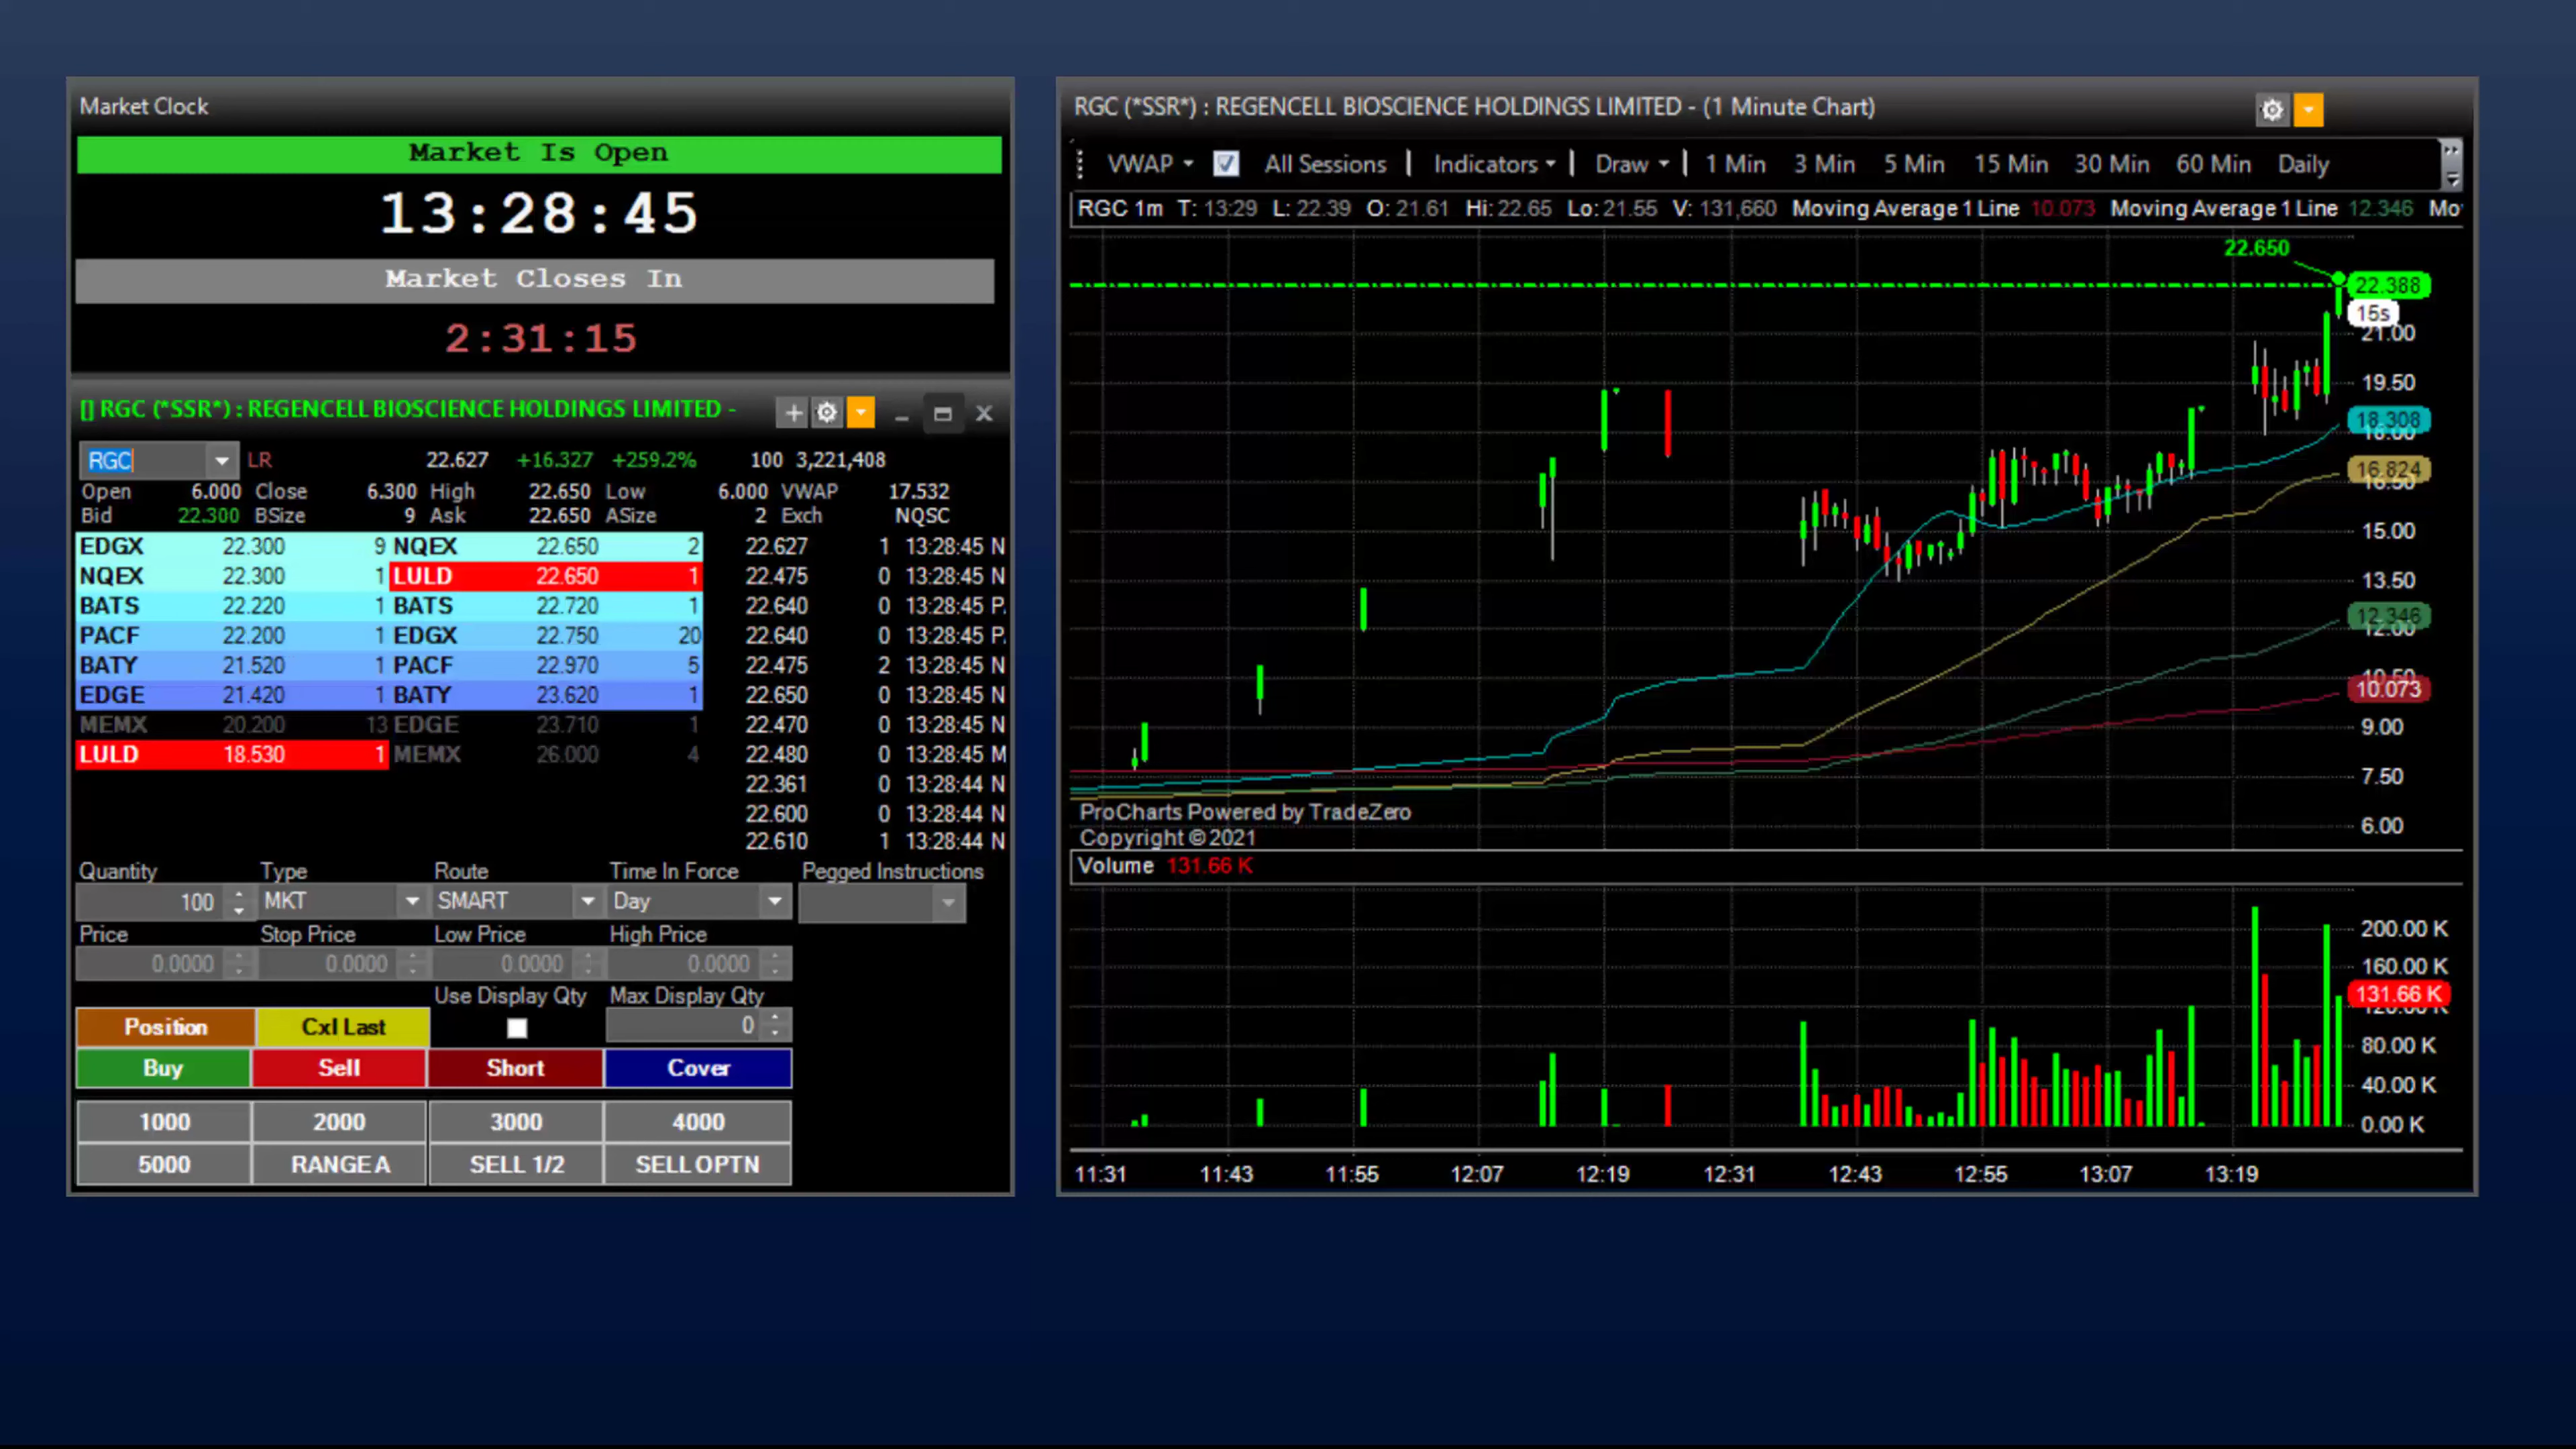 Market Clock
Market Is Open
13:28:45
Market Closes In
2:31:15
[] RGC (*SSR*) : REGENCELL BIOSCIENCE HOLDINGS LIMITED -
RGC LR 22.627 +16.327 +259.2% 100 3,221,408
Open 6.000 Close 6.300 High 22.650 Low 6.000 VWAP 17.532
Bid 22.300 BSize 9 Ask 22.650 ASize 2 Exch NQSC
EDGX 22.300 9 NQEX 22.650 2 22.627 1 13:28:45 N
NQEX 22.300 1 LULD 22.650 1 22.475 0 13:28:45 N
BATS 22.220 1 BATS 22.720 1 22.640 0 13:28:45 P.
PACF 22.200 1 EDGX 22.750 20 22.640 0 13:28:45 P.
BATY 21.520 1 PACF 22.970 5 22.475 2 13:28:45 N
EDGE 21.420 1 BATY 23.620 1 22.650 0 13:28:45 N
MEMX 20.200 13 EDGE 23.710 1 22.470 0 13:28:45 N
LULD 18.530 1 MEMX 26.000 4 22.480 0 13:28:45 M
22.361 0 13:28:44 N
22.600 0 13:28:44 N
22.610 1 13:28:44 N
Quantity Type Route Time In Force Pegged Instructions
100 MKT SMART Day
Price Stop Price Low Price High Price
0.0000 0.0000 0.0000 0.0000
Use Display Qty Max Display Qty
Position Cxl Last 0
Buy Sell Short Cover
1000 2000 3000 4000
5000 RANGE A SELL 1/2 SELL OPTN
RGC (*SSR*) : REGENCELL BIOSCIENCE HOLDINGS LIMITED - (1 Minute Chart)
VWAP All Sessions Indicators Draw 1 Min 3 Min 5 Min 15 Min 30 Min 60 Min Daily
RGC 1m T: 13:29 L: 22.39 O: 21.61 Hi: 22.65 Lo: 21.55 V: 131,660 Moving Average 1 Line 10.073 Moving Average 1 Line 12.346 Mo
22.650
22.388
15s
21.00
19.50
18.308
18.00
16.824
16.50
15.00
13.50
12.346
12.00
10.50
10.073
9.00
7.50
6.00
ProCharts Powered by TradeZero
Copyright © 2021
Volume 131.66 K
200.00 K
160.00 K
131.66 K
120.00 K
80.00 K
40.00 K
0.00 K
11:31 11:43 11:55 12:07 12:19 12:31 12:43 12:55 13:07 13:19